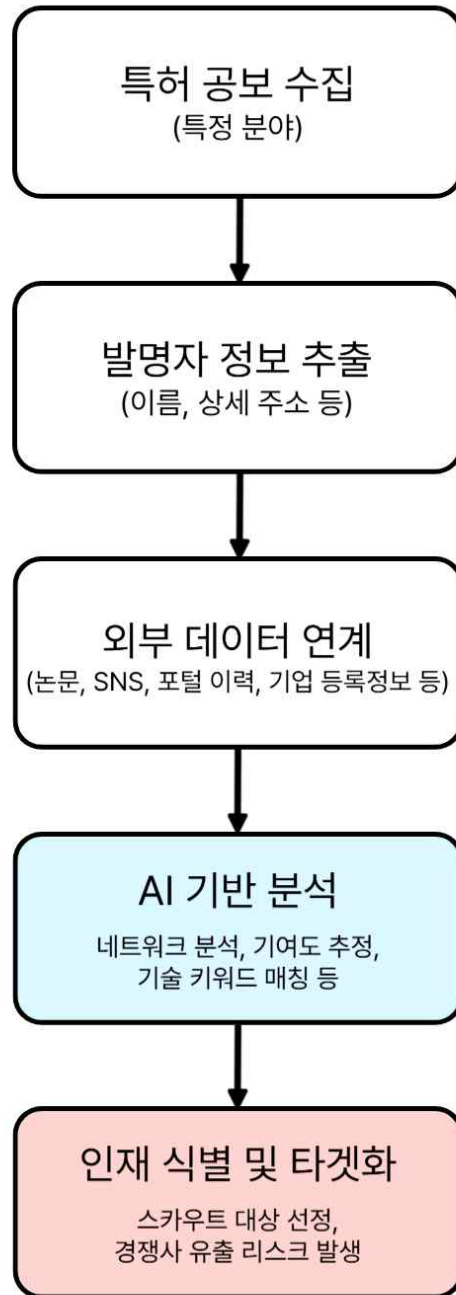 특허 공보 수집
(특정 분야)
발명자 정보 추출
(이름, 상세 주소 등)
외부 데이터 연계
(논문, SNS, 포털 이력, 기업 등록정보 등)
AI 기반 분석
네트워크 분석, 기여도 추정,
기술 키워드 매칭 등
인재 식별 및 타겟화
스카우트 대상 선정,
경쟁사 유출 리스크 발생